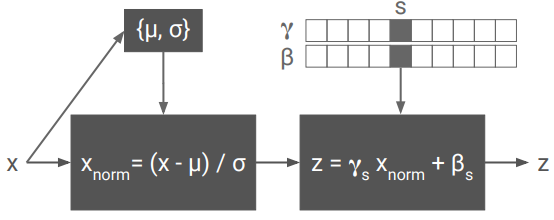 s
{μ, σ}
γ
β
x
x_norm = (x - μ) / σ
z = γ_s x_norm + β_s
z